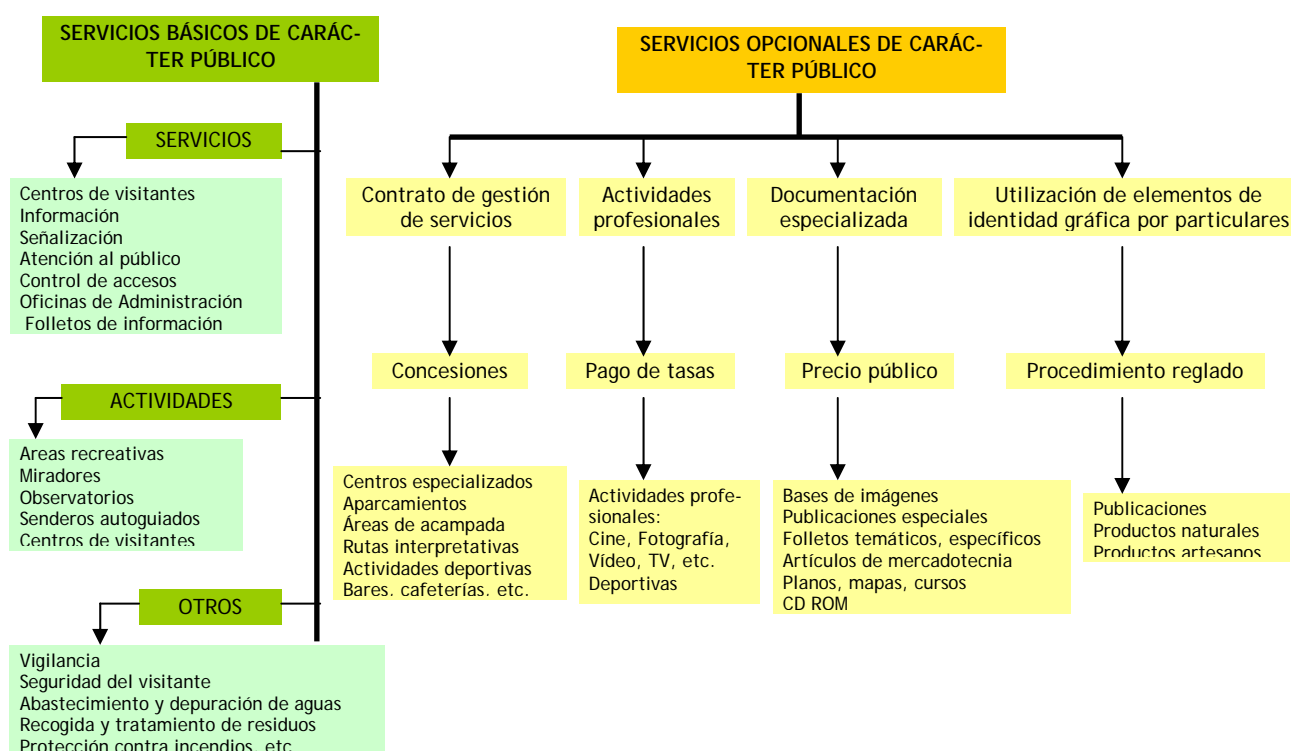 SERVICIOS BÁSICOS DE CARÁC-
TER PÚBLICO
SERVICIOS
Centros de visitantes
Información
Señalización
Atención al público
Control de accesos
Oficinas de Administración
Folletos de información
ACTIVIDADES
Areas recreativas
Miradores
Observatorios
Senderos autoguiados
Centros de visitantes
OTROS
Vigilancia
Seguridad del visitante
Abastecimiento y depuración de aguas
Recogida y tratamiento de residuos
Protección contra incendios, etc
SERVICIOS OPCIONALES DE CARÁC-
TER PÚBLICO
Contrato de gestión
de servicios
Concesiones
Centros especializados
Aparcamientos
Áreas de acampada
Rutas interpretativas
Actividades deportivas
Bares, cafeterías, etc.
Actividades
profesionales
Pago de tasas
Actividades profe-
sionales:
Cine, Fotografía,
Vídeo, TV, etc.
Deportivas
Documentación
especializada
Precio público
Bases de imágenes
Publicaciones especiales
Folletos temáticos, específicos
Artículos de mercadotecnia
Planos, mapas, cursos
CD ROM
Utilización de elementos de
identidad gráfica por particulares
Procedimiento reglado
Publicaciones
Productos naturales
Productos artesanos